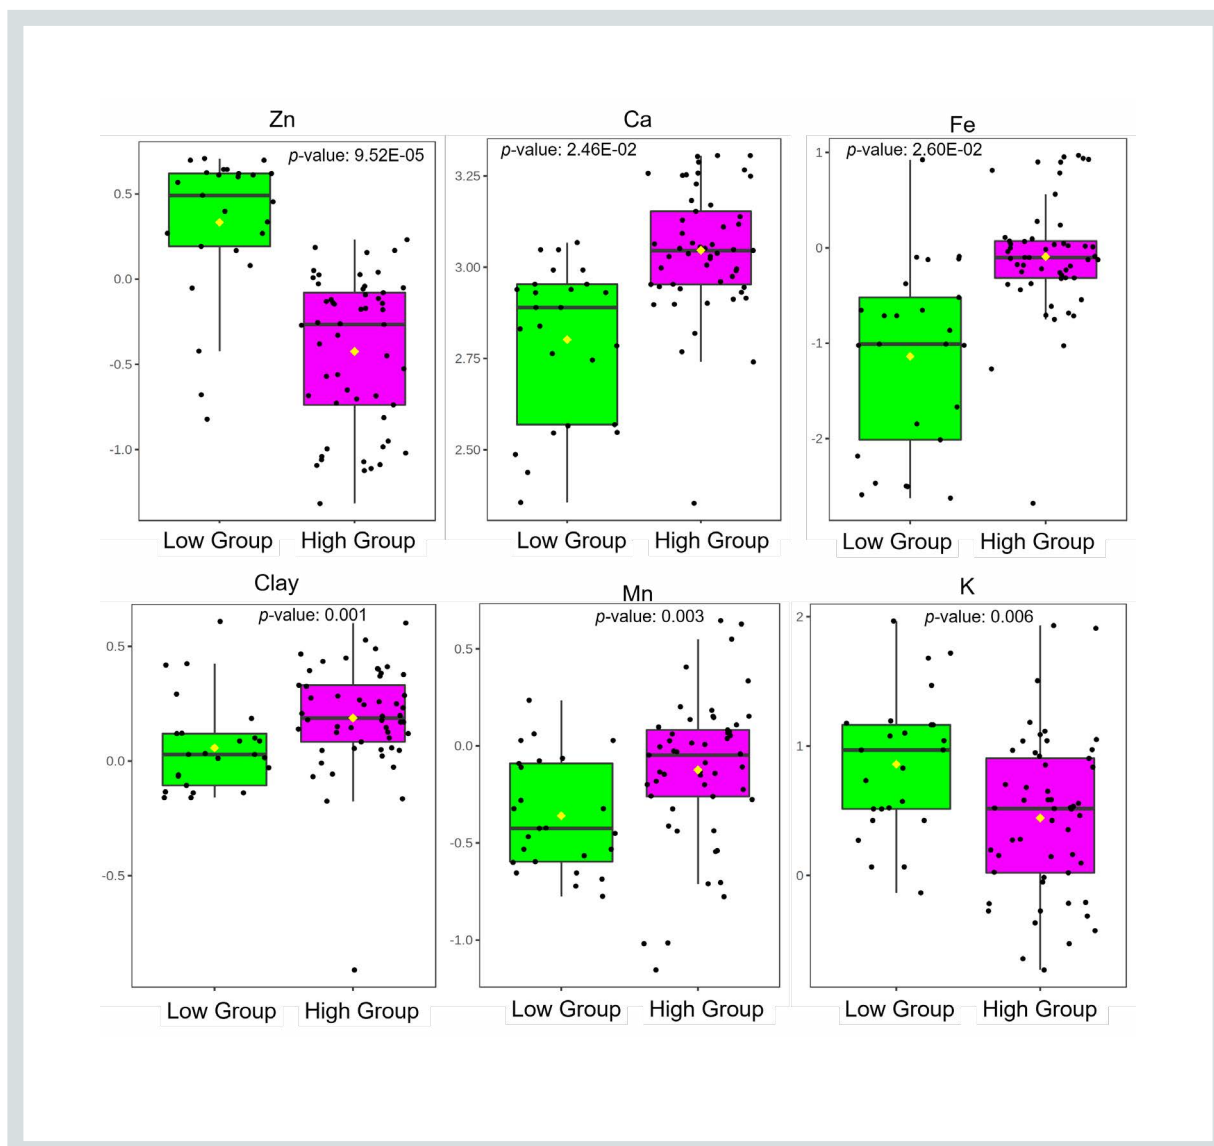 Zn
p-value: 9.52E-05
0.5
0.0
-0.5
-1.0
Low Group
High Group
Ca
p-value: 2.46E-02
3.25
3.00
2.75
2.50
Low Group
High Group
Fe
p-value: 2.60E-02
1
0
-1
-2
Low Group
High Group
Clay
p-value: 0.001
0.5
0.0
-0.5
Low Group
High Group
Mn
p-value: 0.003
0.5
0.0
-0.5
-1.0
Low Group
High Group
K
p-value: 0.006
2
1
0
Low Group
High Group